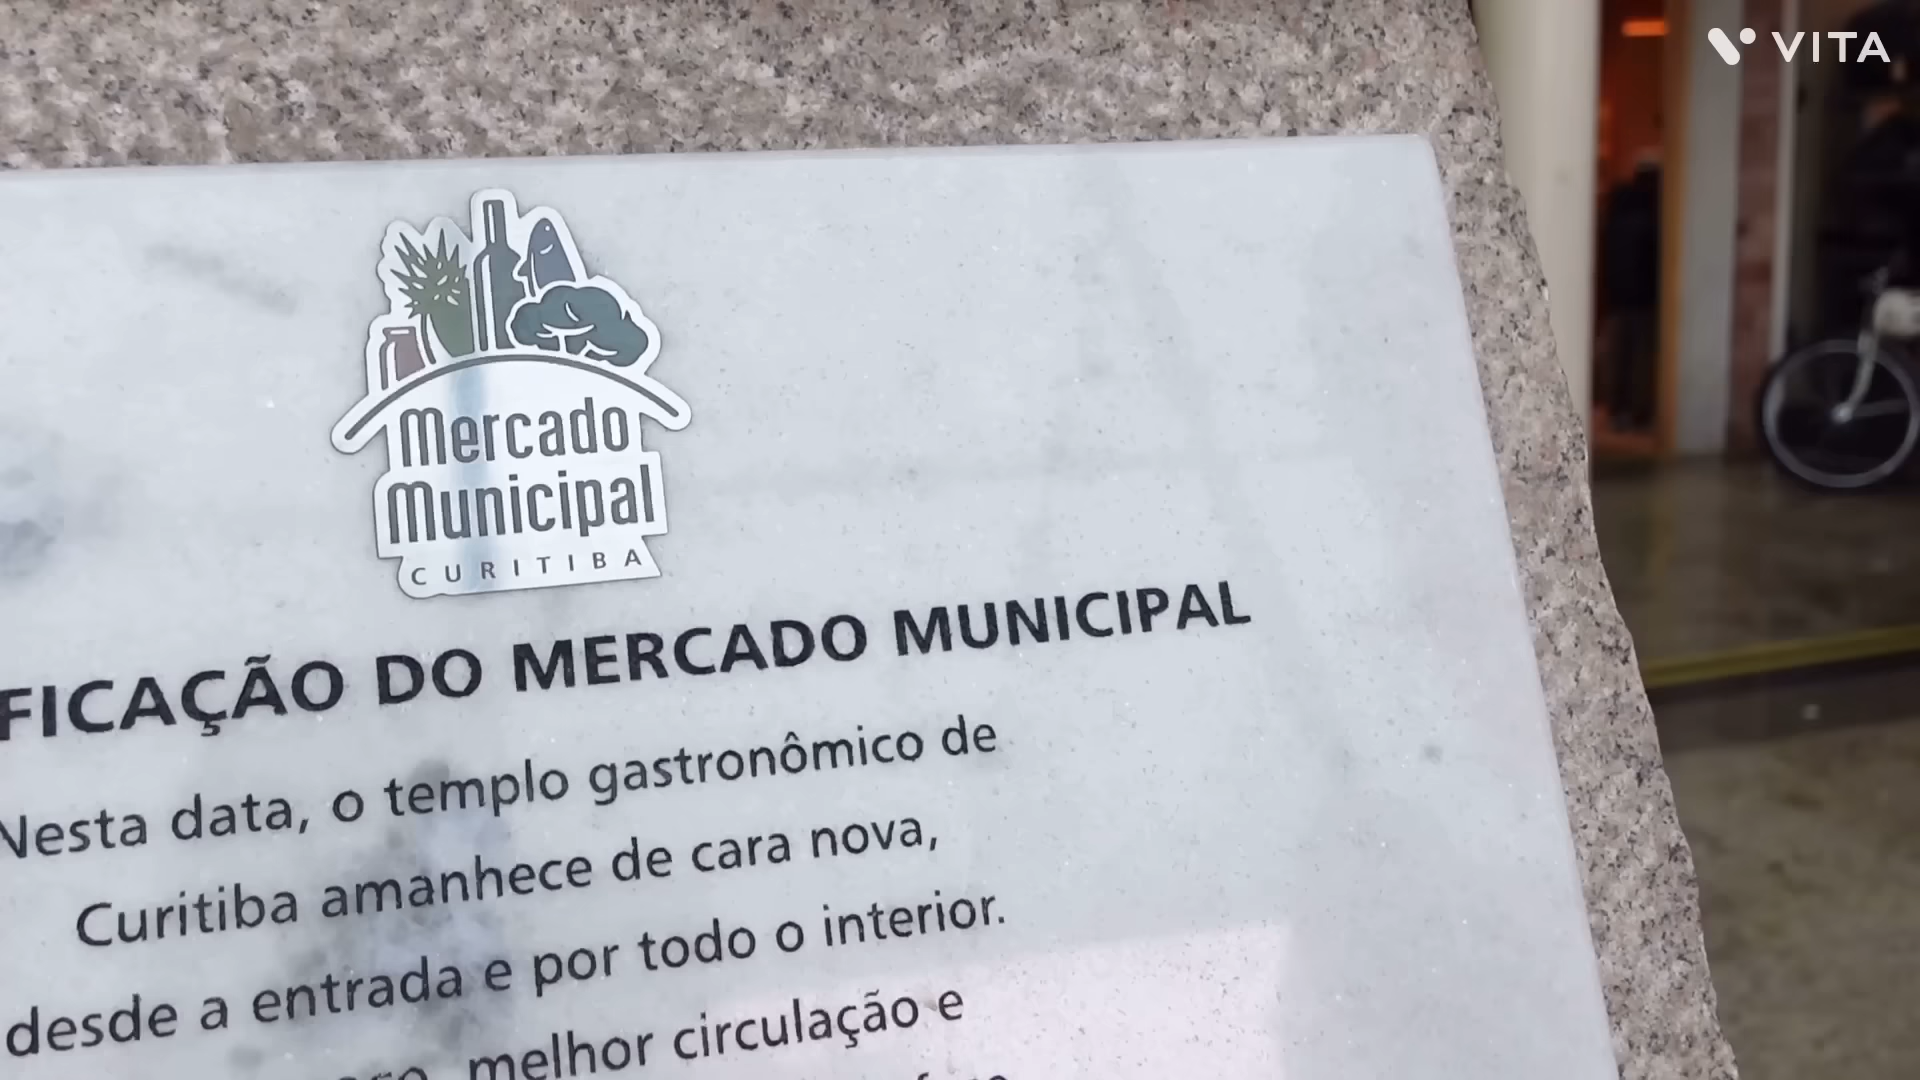 VITA
Mercado
Municipal
CURITIBA
FICAÇÃO DO MERCADO MUNICIPAL
Nesta data, o templo gastronômico de
Curitiba amanhece de cara nova,
desde a entrada e por todo o interior.
melhor circulação e